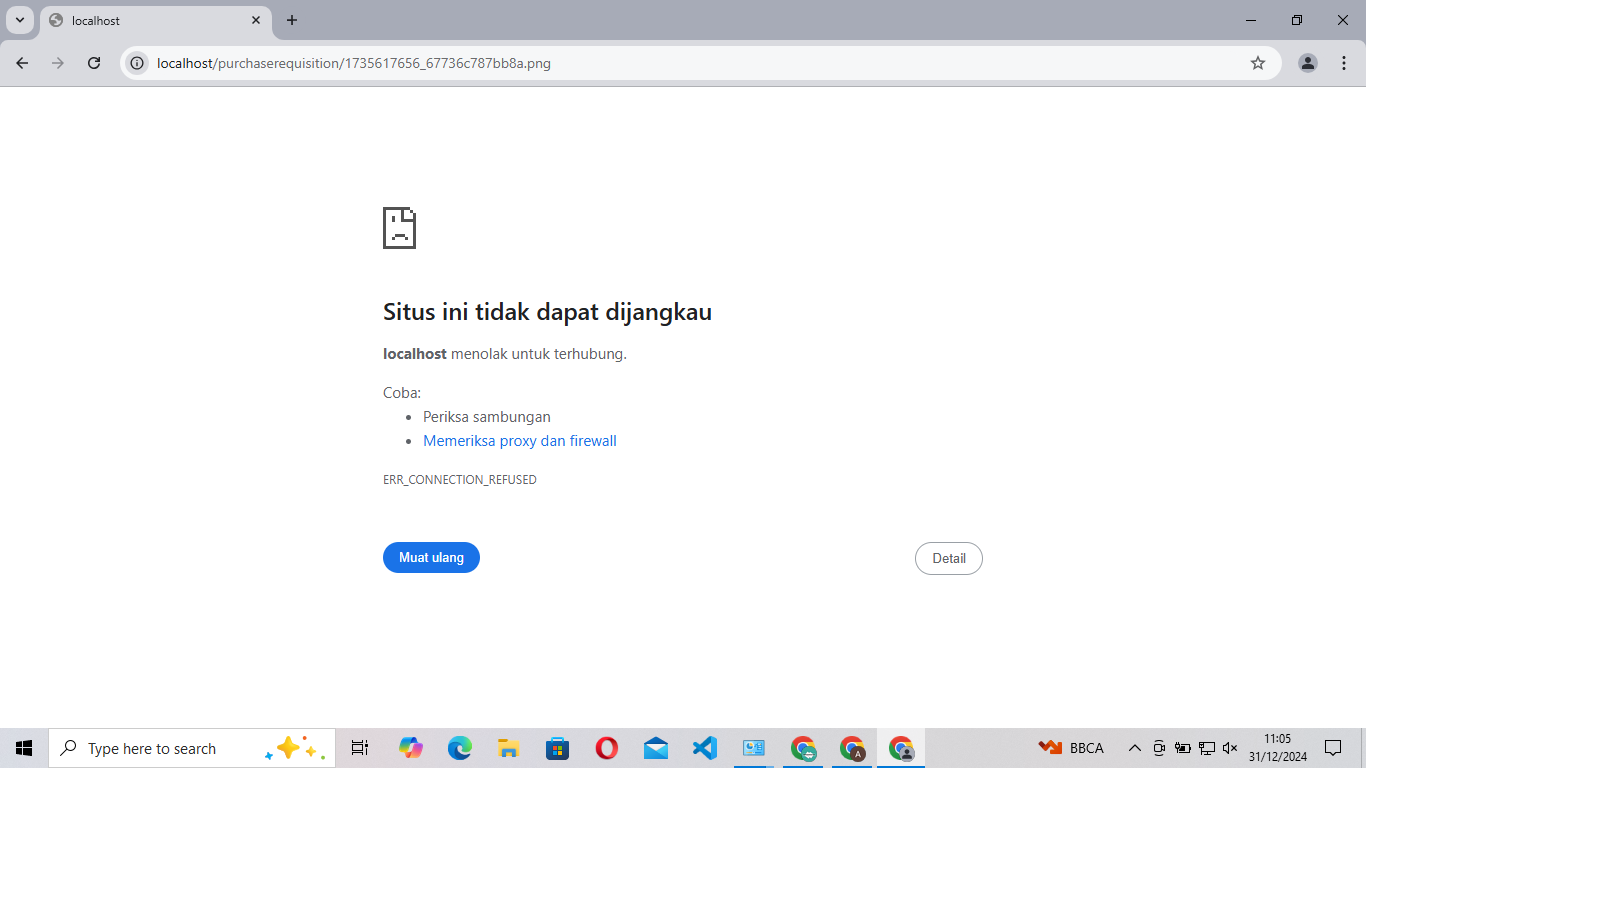 localhost
localhost/purchaserequisition/1735617656_67736c787bb8a.png
Situs ini tidak dapat dijangkau
localhost menolak untuk terhubung.
Coba:
Periksa sambungan
Memeriksa proxy dan firewall
ERR_CONNECTION_REFUSED
Muat ulang
Detail
Type here to search
A
BBCA
11:05
31/12/2024